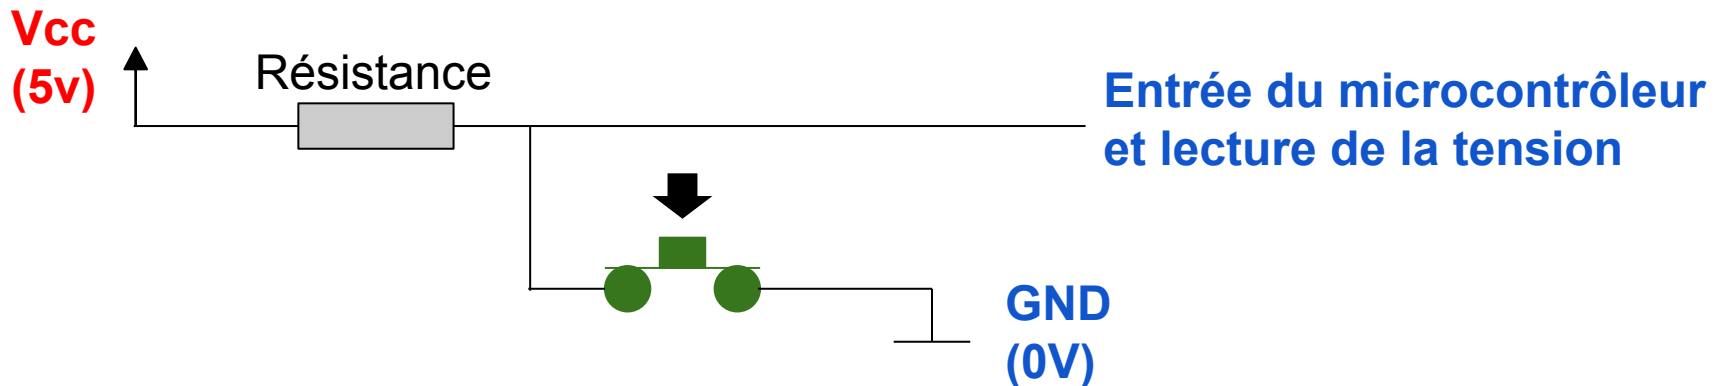 Vcc
(5v)
Résistance
Entrée du microcontrôleur
et lecture de la tension
GND
(0V)